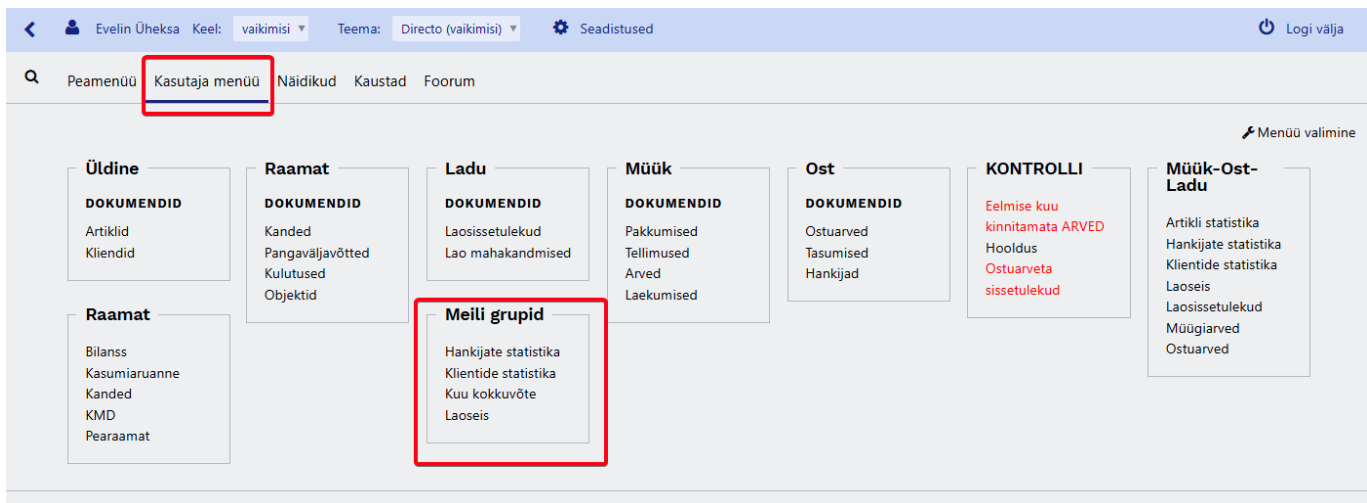 Evelin Üheksa Keel: vaikimisi Teema: Directo (vaikimisi) Seadistused Logi välja
Peamenüü Kasutaja menüü Näidikud Kaustad Foorum
Menüü valimine
Üldine
DOKUMENDID
Artiklid
Kliendid
Raamat
DOKUMENDID
Kanded
Pangaväljavõtted
Kulutused
Objektid
Ladu
DOKUMENDID
Laosissetulekud
Lao mahakandmised
Müük
DOKUMENDID
Pakkumised
Tellimused
Arved
Laekumised
Ost
DOKUMENDID
Ostuarved
Tasumised
Hankijad
KONTROLLI
Eelmise kuu
kinnitamata ARVED
Hooldus
Ostuarveta
sissetulekud
Müük-Ost-
Ladu
Artikli statistika
Hankijate statistika
Klientide statistika
Laoseis
Laosissetulekud
Müügiarved
Ostuarved
Raamat
Bilanss
Kasumiaruanne
Kanded
KMD
Pearaamat
Meili grupid
Hankijate statistika
Klientide statistika
Kuu kokkuvõte
Laoseis